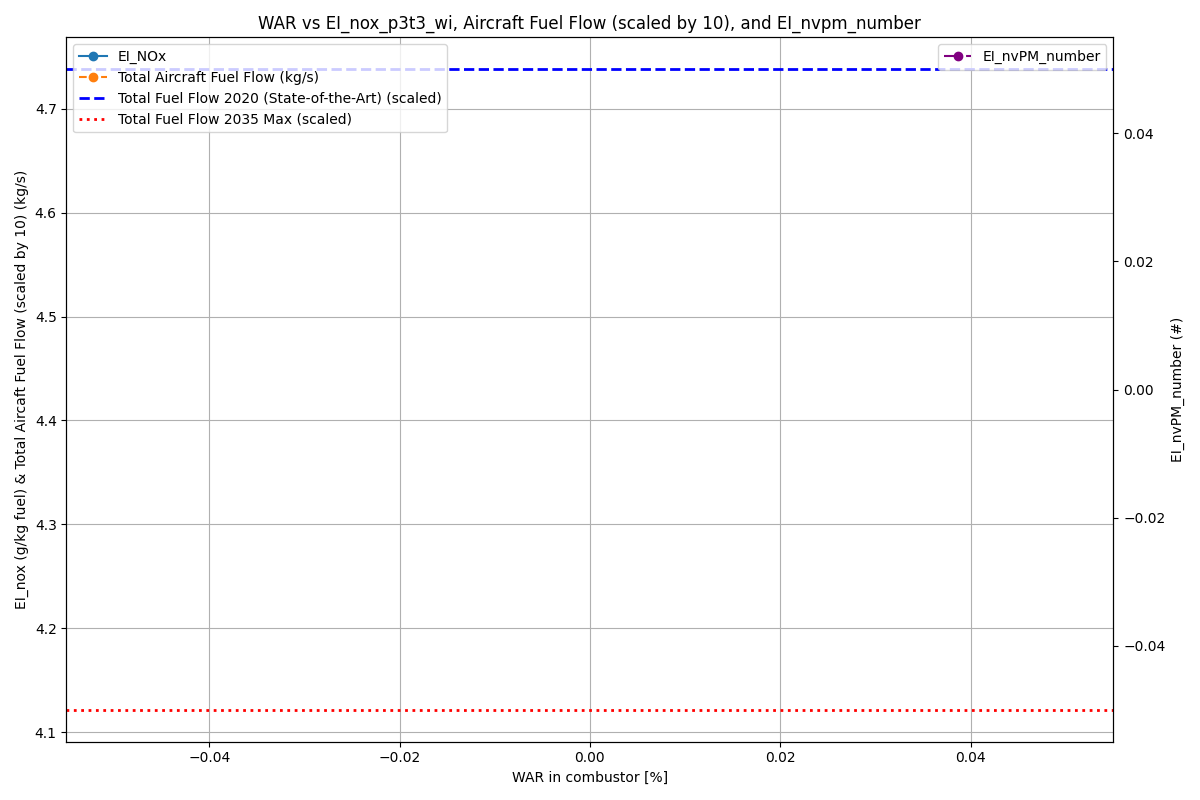 WAR vs EI_nox_p3t3_wi, Aircraft Fuel Flow (scaled by 10), and EI_nvpm_number
EI_NOx
Total Aircraft Fuel Flow (kg/s)
Total Fuel Flow 2020 (State-of-the-Art) (scaled)
Total Fuel Flow 2035 Max (scaled)
EI_nvPM_number
EI_nox (g/kg fuel) & Total Aircaft Fuel Flow (scaled by 10) (kg/s)
4.7
4.6
4.5
4.4
4.3
4.2
4.1
0.04
0.02
0.00
−0.02
−0.04
EI_nvPM_number (#)
−0.04
−0.02
0.00
0.02
0.04
WAR in combustor [%]